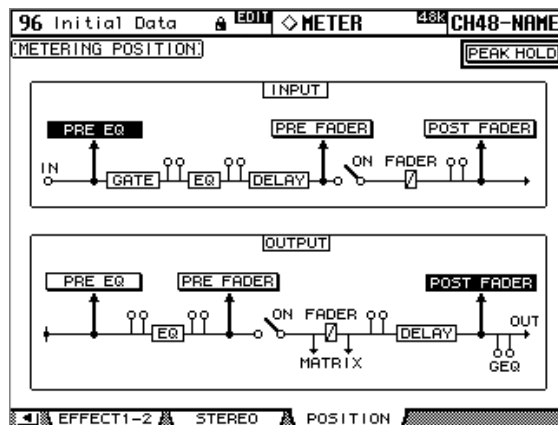 96 Initial Data EDIT METER 48K CH48-NAME
METERING POSITION PEAK HOLD
INPUT
PRE EQ PRE FADER POST FADER
IN GATE EQ DELAY ON FADER
OUTPUT
PRE EQ PRE FADER POST FADER
EQ ON FADER DELAY OUT
MATRIX GEQ
EFFECT1-2 STEREO POSITION